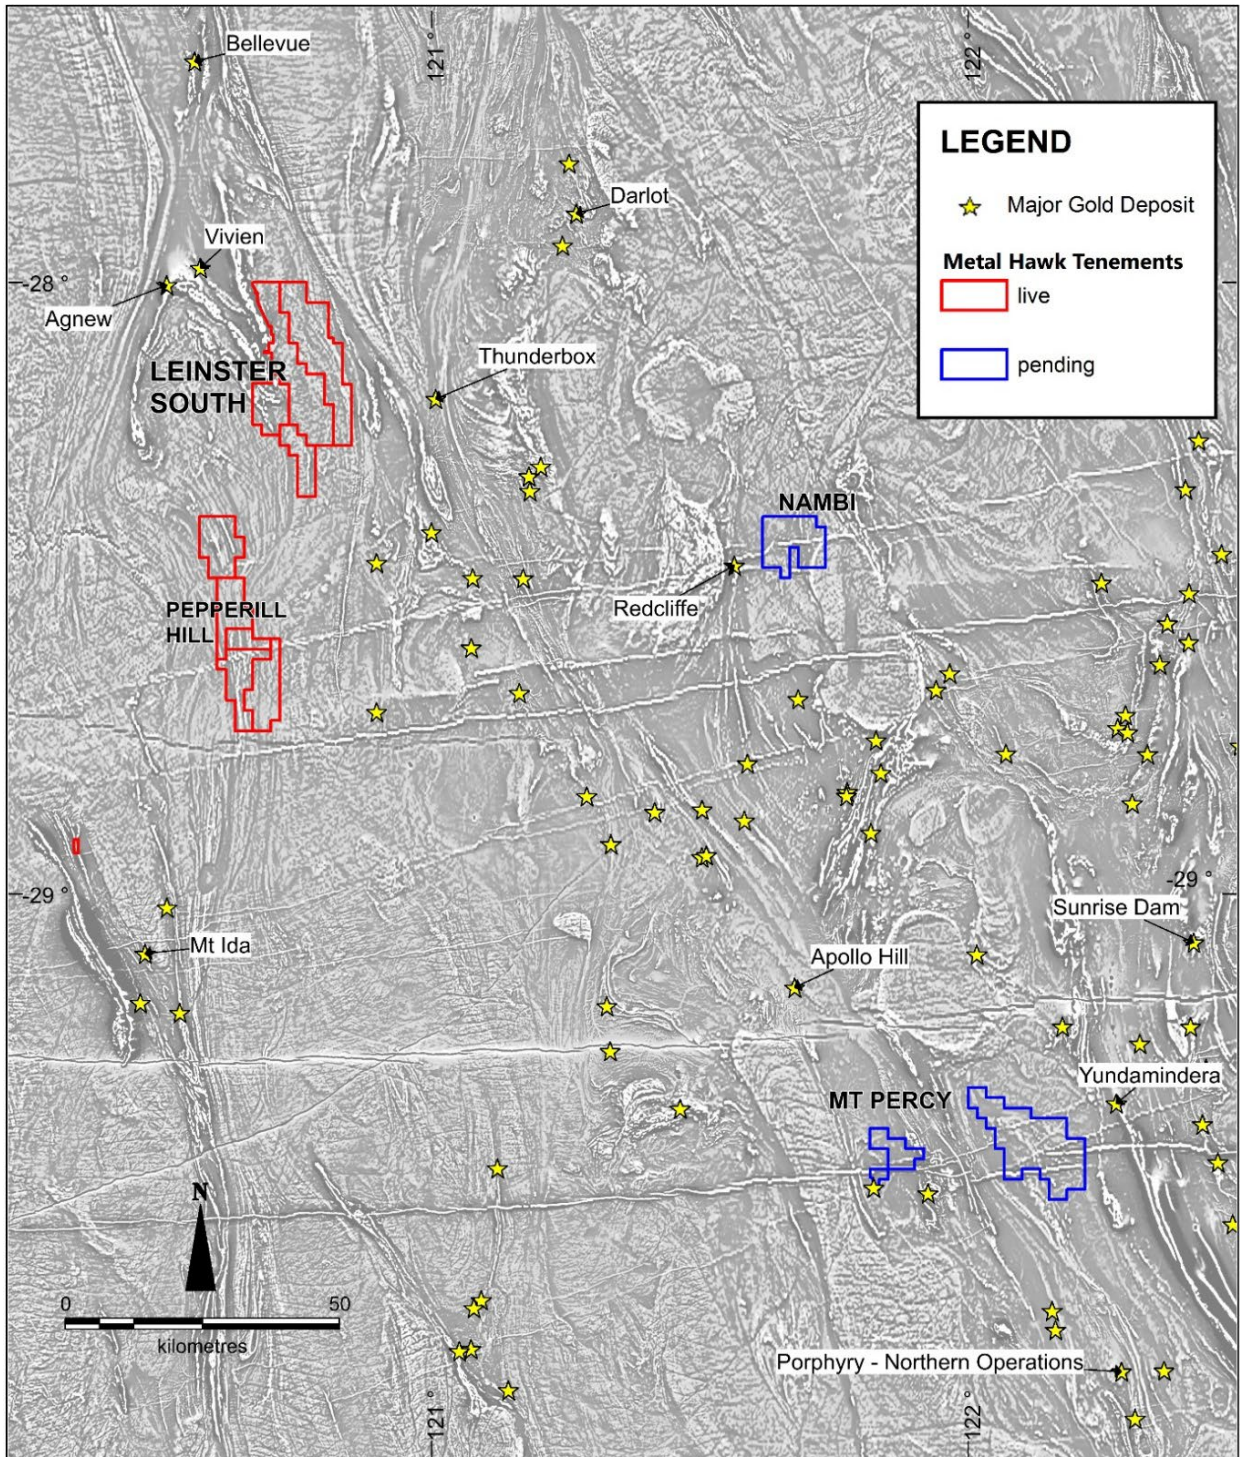 121 °
122 °
Bellevue
LEGEND
Major Gold Deposit
Metal Hawk Tenements
live
pending
Darlot
Vivien
-28 °
Agnew
Thunderbox
LEINSTER
SOUTH
NAMBI
Redcliffe
PEPPERILL
HILL
-29 °
-29 °
Sunrise Dam
Mt Ida
Apollo Hill
Yundamindera
MT PERCY
N
0 50
kilometres
Porphyry - Northern Operations
121 °
122 °